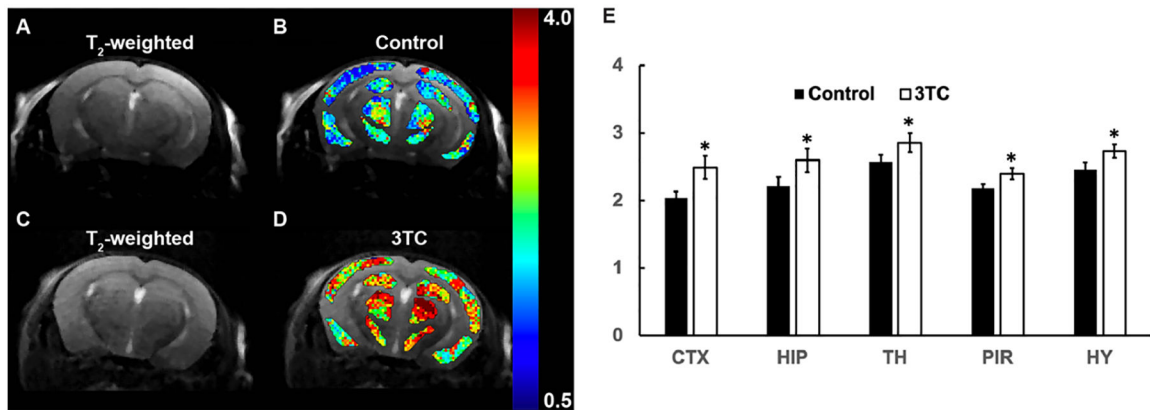 A
T2-weighted
B
Control
4.0
C
T2-weighted
D
3TC
0.5
E
4
3
2
1
0
Control
3TC
*
*
*
*
*
CTX
HIP
TH
PIR
HY